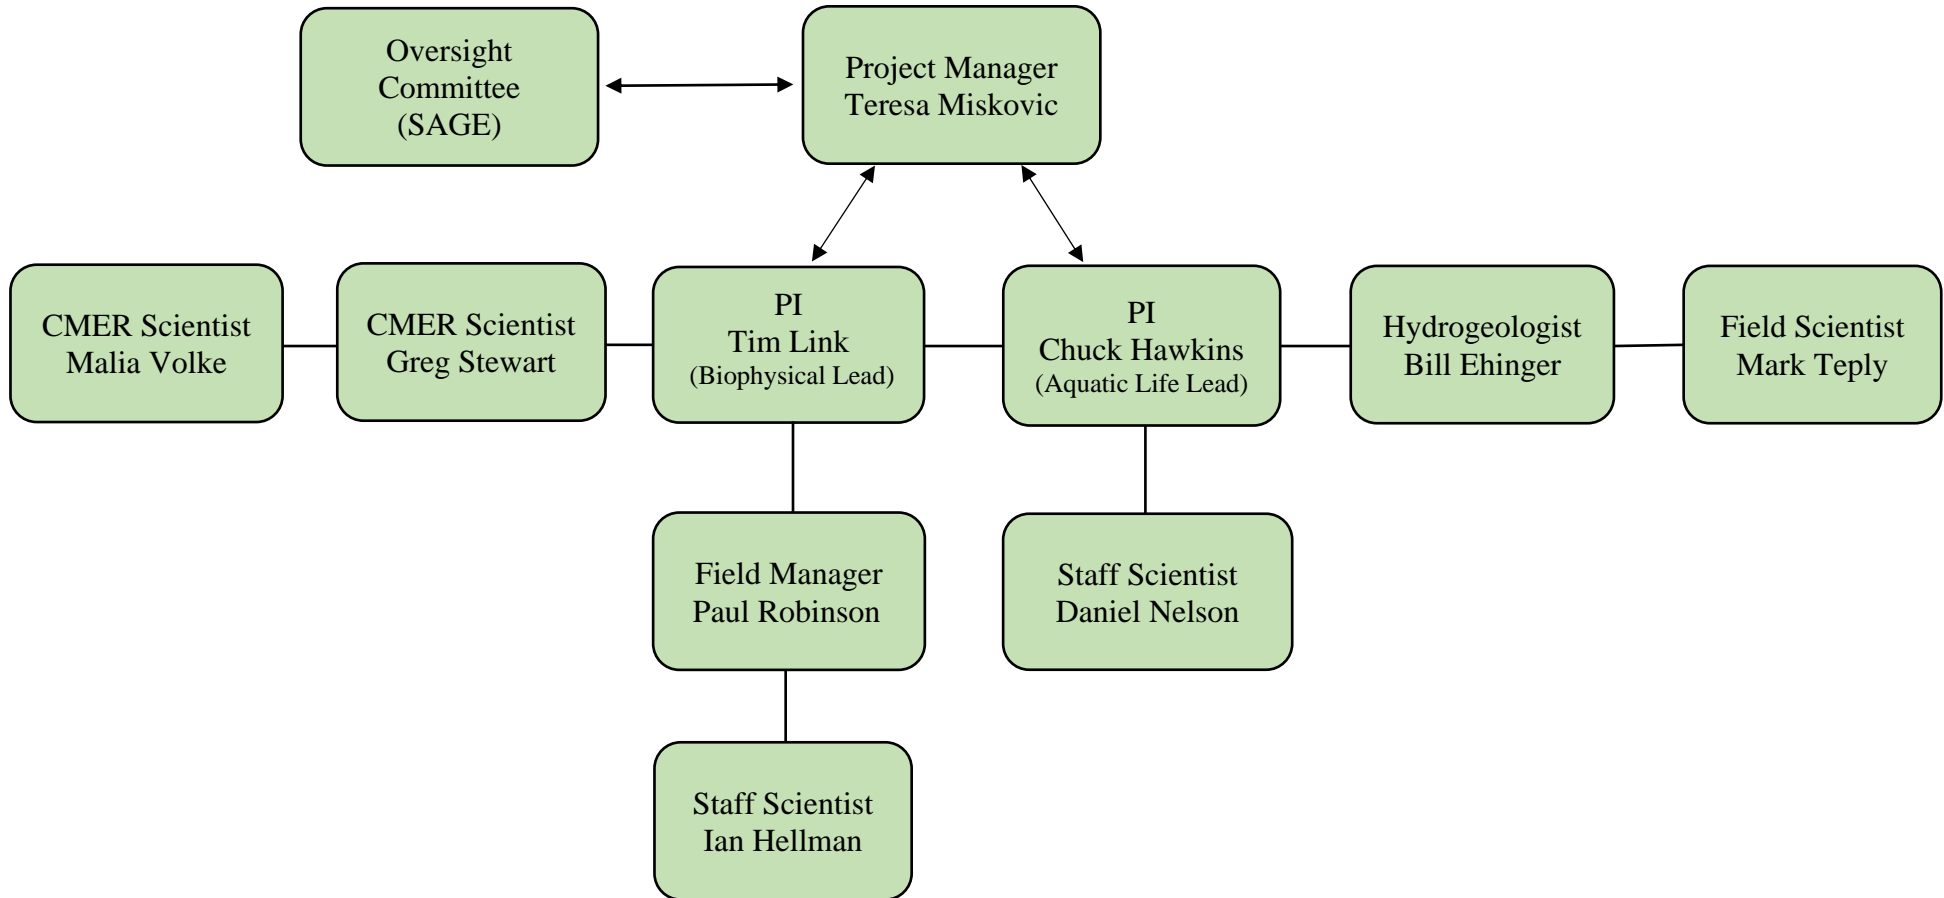 Oversight
Committee
(SAGE)
Project Manager
Teresa Miskovic
CMER Scientist
Malia Volke
CMER Scientist
Greg Stewart
PI
Tim Link
(Biophysical Lead)
PI
Chuck Hawkins
(Aquatic Life Lead)
Hydrogeologist
Bill Ehinger
Field Scientist
Mark Teply
Field Manager
Paul Robinson
Staff Scientist
Daniel Nelson
Staff Scientist
Ian Hellman